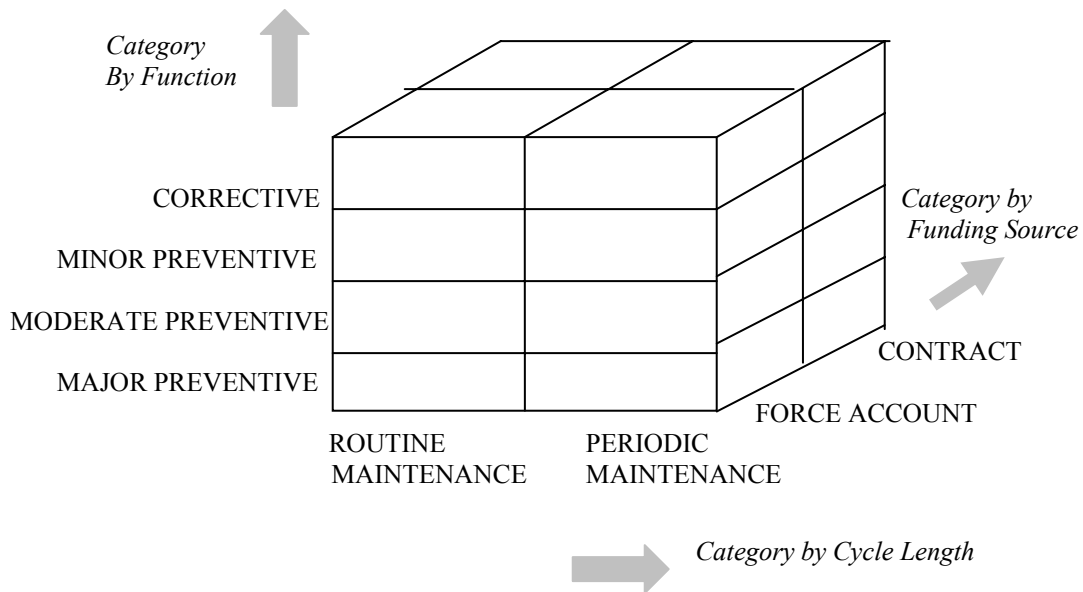 Category
By Function
CORRECTIVE
Category by
Funding Source
MINOR PREVENTIVE
MODERATE PREVENTIVE
CONTRACT
MAJOR PREVENTIVE
FORCE ACCOUNT
ROUTINE
MAINTENANCE
PERIODIC
MAINTENANCE
Category by Cycle Length